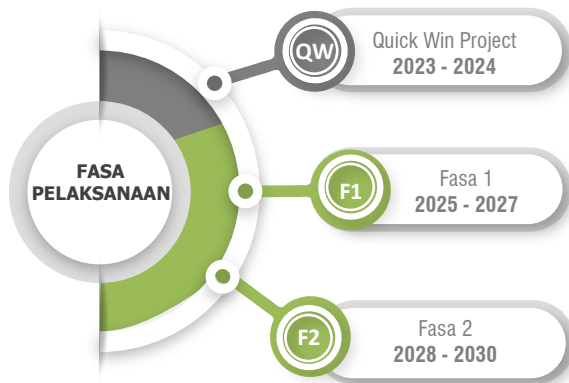 FASA
PELAKSANAAN
QW
Quick Win Project
2023 - 2024
F1
Fasa 1
2025 - 2027
F2
Fasa 2
2028 - 2030